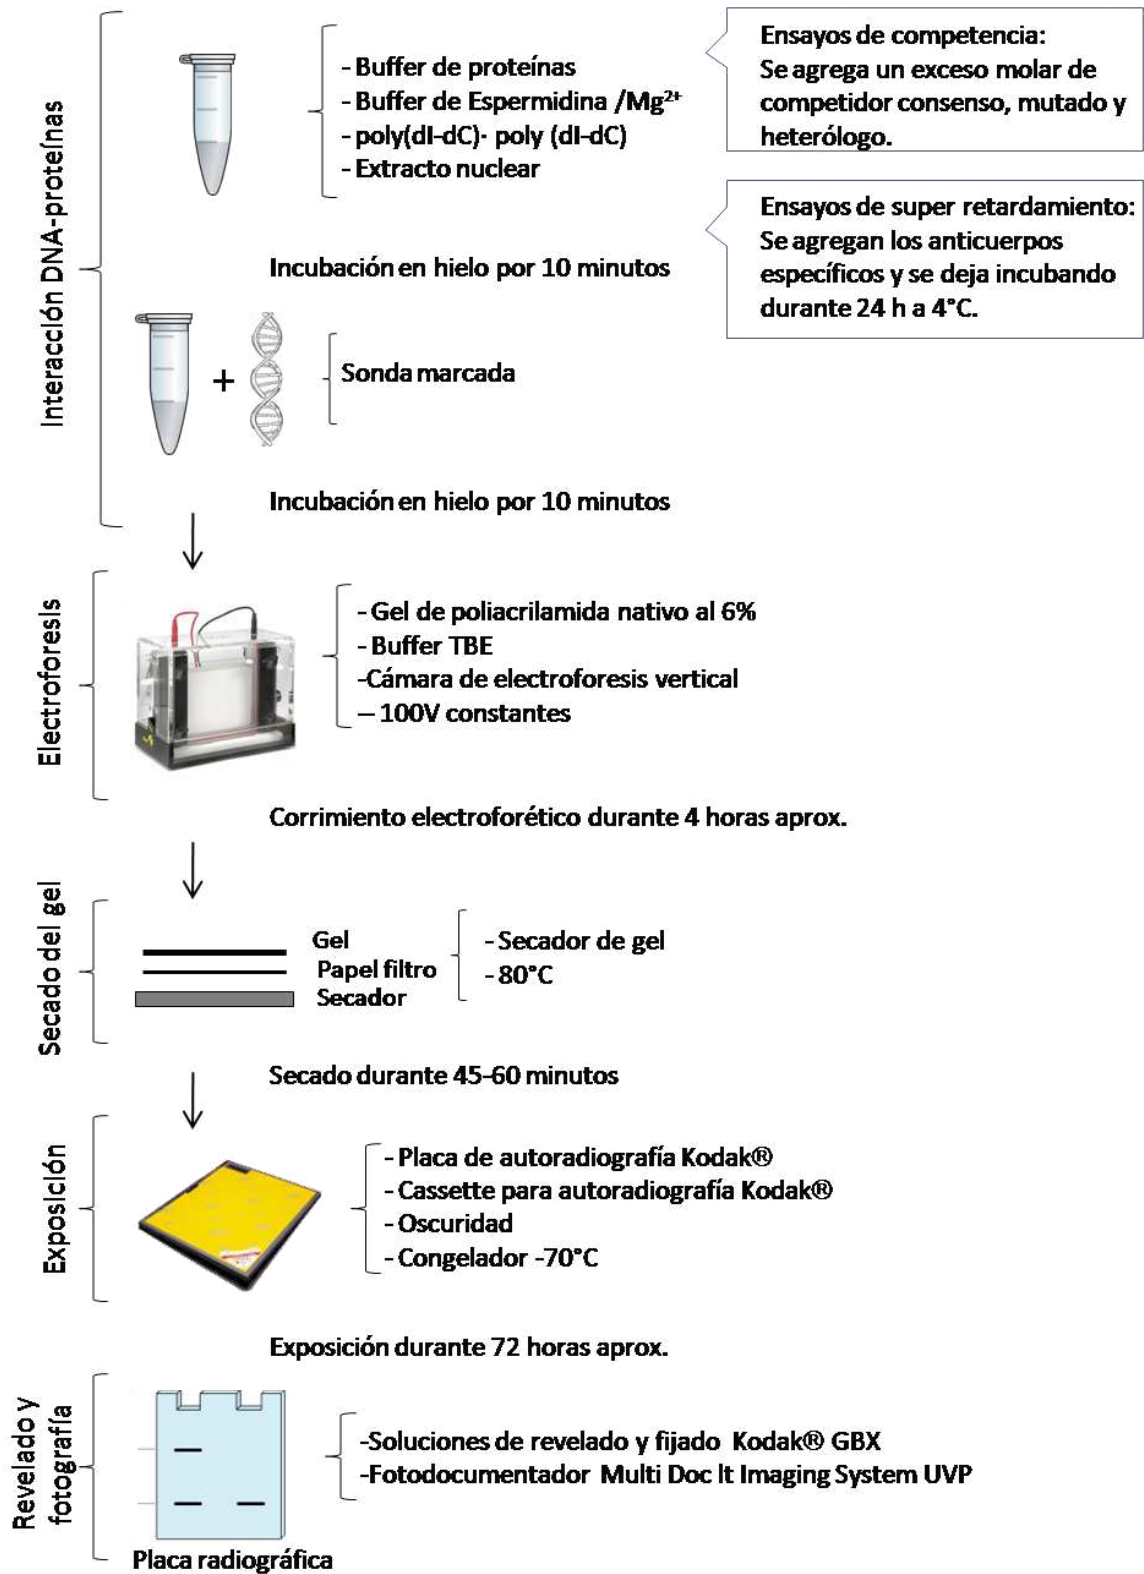 Interacción DNA-proteínas
- Buffer de proteínas
- Buffer de Espermidina /Mg²⁺
- poly(dI-dC)· poly (dI-dC)
- Extracto nuclear
Ensayos de competencia:
Se agrega un exceso molar de
competidor consenso, mutado y
heterólogo.
Ensayos de super retardamiento:
Se agregan los anticuerpos
específicos y se deja incubando
durante 24 h a 4°C.
Incubación en hielo por 10 minutos
+
Sonda marcada
Incubación en hielo por 10 minutos
Electroforesis
- Gel de poliacrilamida nativo al 6%
- Buffer TBE
-Cámara de electroforesis vertical
– 100V constantes
Corrimiento electroforético durante 4 horas aprox.
Secado del gel
Gel
Papel filtro
Secador
- Secador de gel
- 80°C
Secado durante 45-60 minutos
Exposición
- Placa de autoradiografía Kodak®
- Cassette para autoradiografía Kodak®
- Oscuridad
- Congelador -70°C
Exposición durante 72 horas aprox.
Revelado y
fotografía
-Soluciones de revelado y fijado Kodak® GBX
-Fotodocumentador Multi Doc It Imaging System UVP
Placa radiográfica